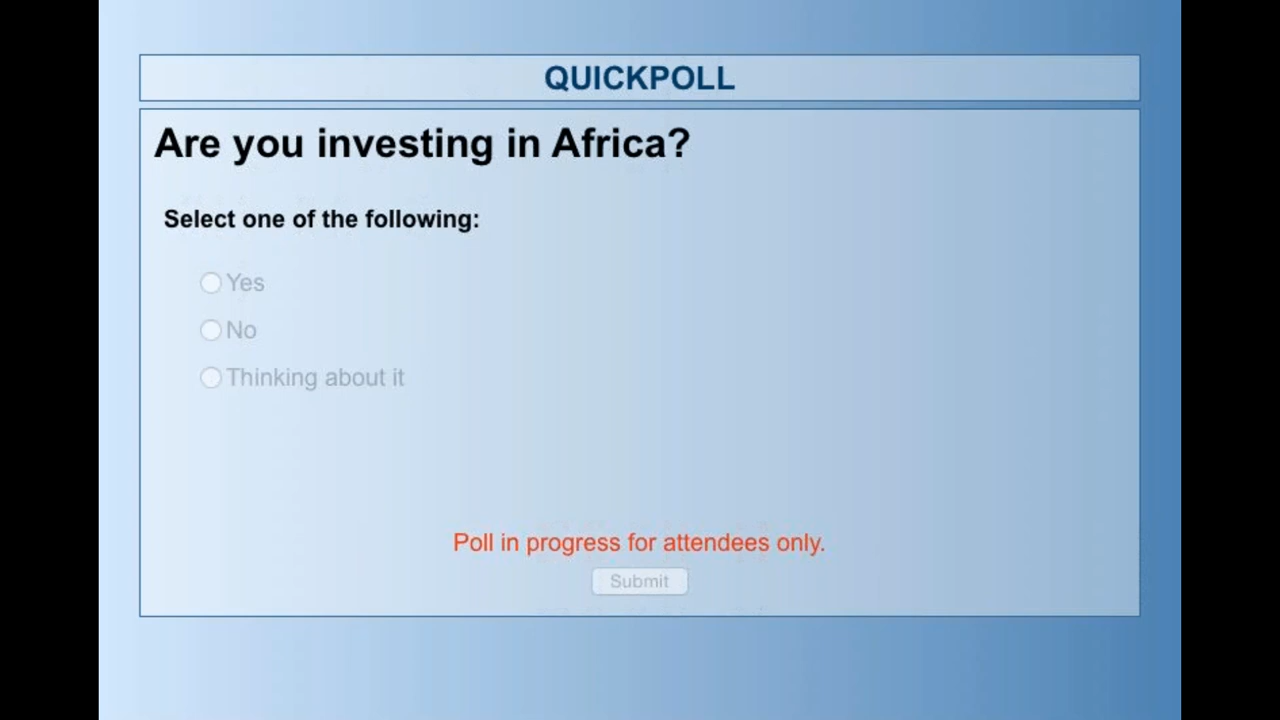 QUICKPOLL
Are you investing in Africa?
Select one of the following:
Yes
No
Thinking about it
Poll in progress for attendees only.
Submit